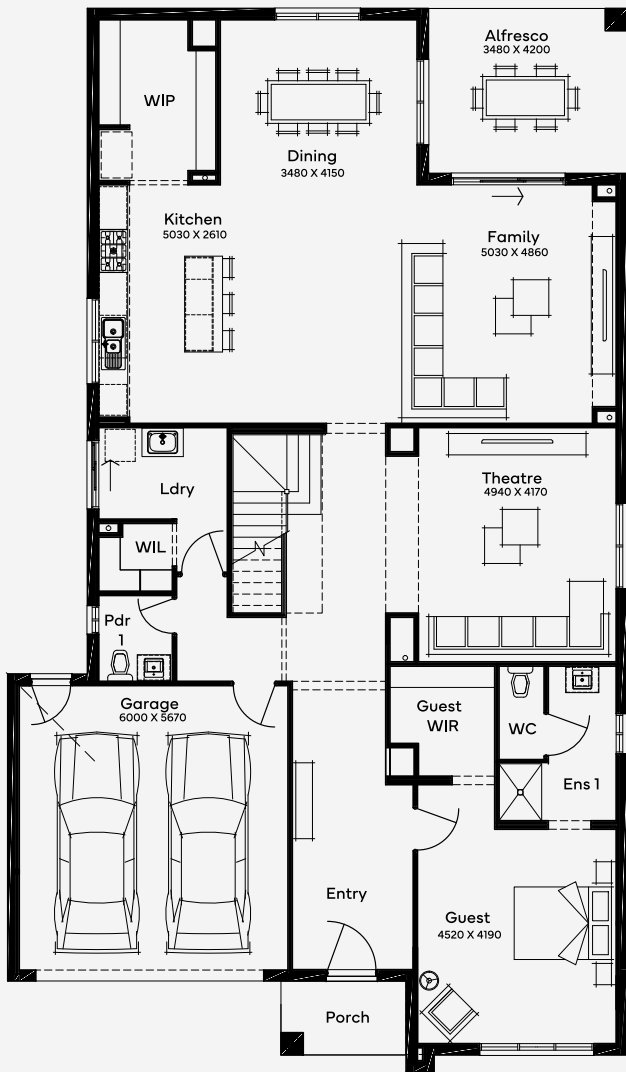 Alfresco
3480 X 4200
WIP
Dining
3480 X 4150
Kitchen
5030 X 2610
Family
5030 X 4860
Ldry
Theatre
4940 X 4170
WIL
Pdr
1
Garage
6000 X 5670
Guest
WIR
WC
Ens 1
Entry
Guest
4520 X 4190
Porch